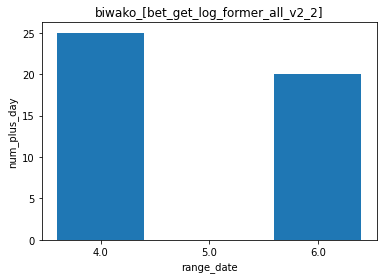 biwako_[bet_get_log_former_all_v2_2]
num_plus_day
25
20
15
10
5
0
4.0 5.0 6.0
range_date